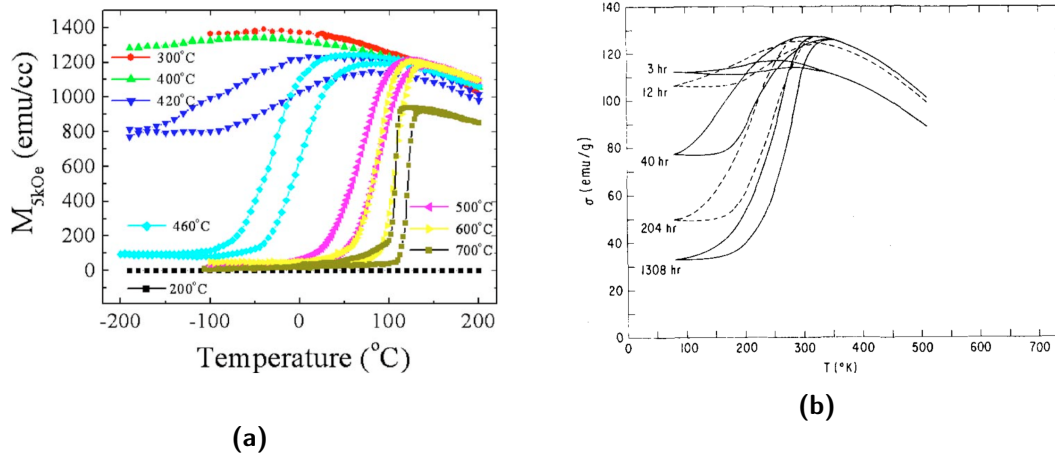 1400
1200
1000
800
600
400
200
100
0
-200
-100
0
100
200
M5kOe (emu/cc)
Temperature (°C)
300°C
400°C
420°C
460°C
500°C
600°C
700°C
200°C
(a)
140
120
100
80
60
40
20
0
100
200
300
400
500
600
700
σ (emu/g)
T (°K)
3 hr
12 hr
40 hr
204 hr
1308 hr
(b)